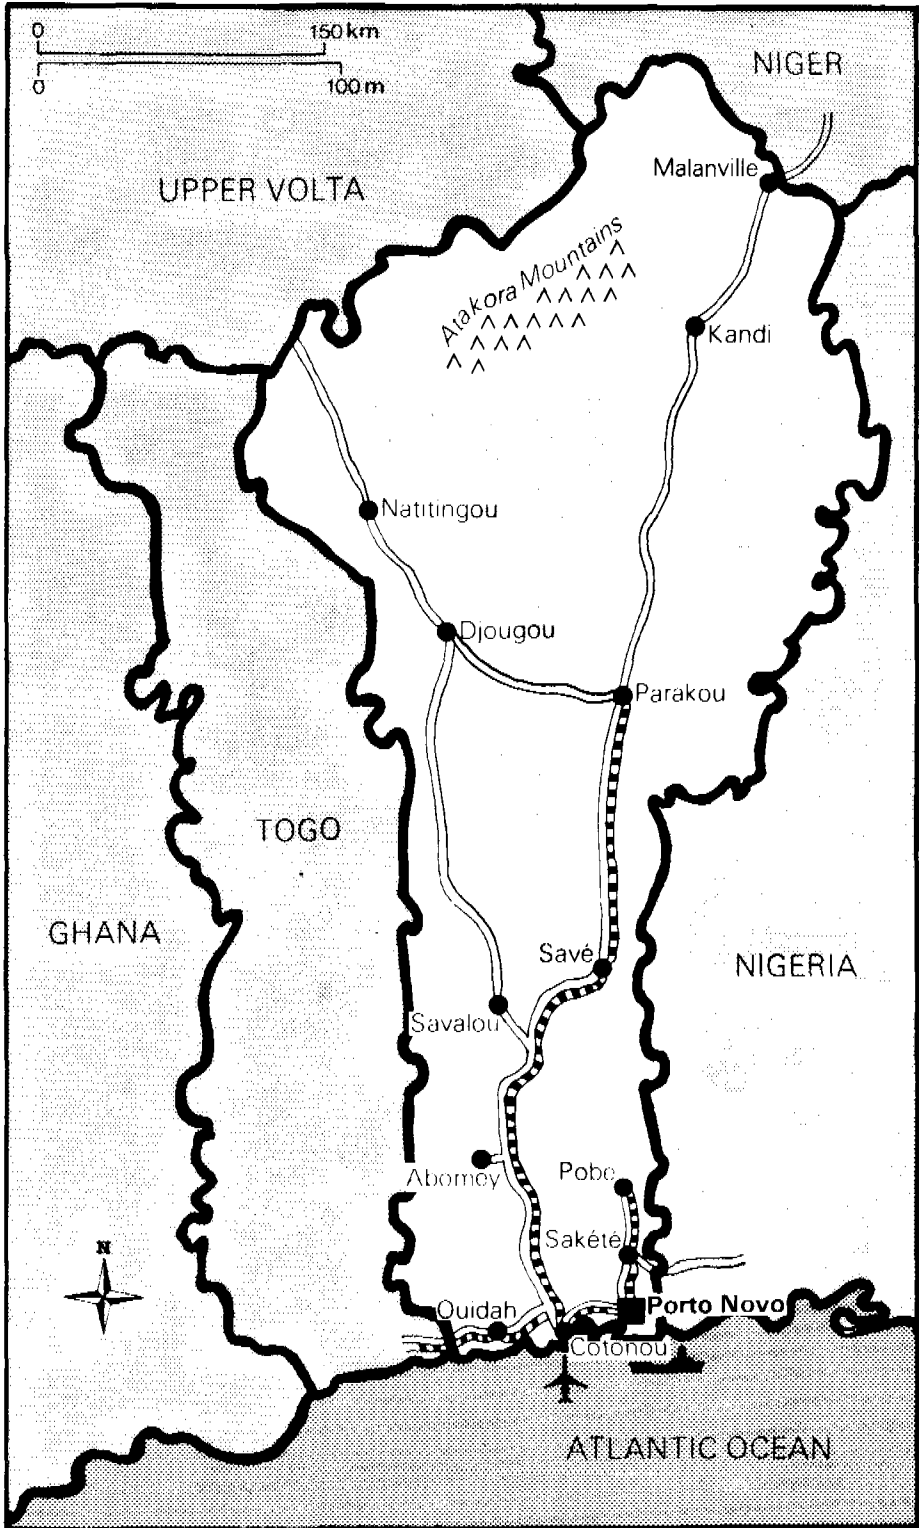 0 150 km
0 100 m
NIGER
Malanville
UPPER VOLTA
Atakora Mountains
Kandi
Natitingou
Djougou
Parakou
TOGO
GHANA
Savé
NIGERIA
Savalou
Abomey
Pobe
Sakété
N
Ouidah
Porto Novo
Cotonou
ATLANTIC OCEAN